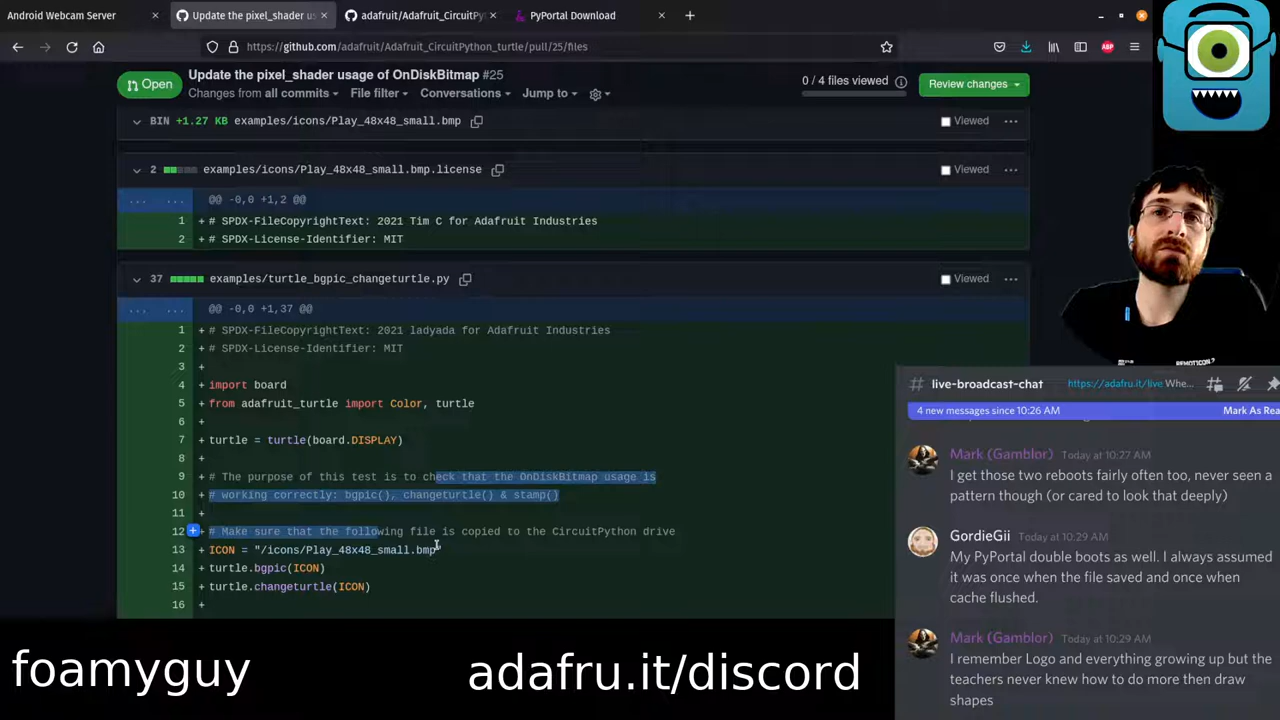 Android Webcam Server
Update the pixel_shader us
adafruit/Adafruit_CircuitPy
PyPortal Download
https://github.com/adafruit/Adafruit_CircuitPython_turtle/pull/25/files
ABP
Open
Update the pixel_shader usage of OnDiskBitmap #25
Changes from all commits
File filter
Conversations
Jump to
0 / 4 files viewed
Review changes
BIN +1.27 KB examples/icons/Play_48x48_small.bmp
Viewed
2 examples/icons/Play_48x48_small.bmp.license
Viewed
@@ -0,0 +1,2 @@
1 +# SPDX-FileCopyrightText: 2021 Tim C for Adafruit Industries
2 +# SPDX-License-Identifier: MIT
37 examples/turtle_bgpic_changeturtle.py
Viewed
@@ -0,0 +1,37 @@
1 +# SPDX-FileCopyrightText: 2021 ladyada for Adafruit Industries
2 +# SPDX-License-Identifier: MIT
3 +
4 +import board
5 +from adafruit_turtle import Color, turtle
6 +
7 +turtle = turtle(board.DISPLAY)
8 +
9 +# The purpose of this test is to check that the OnDiskBitmap usage is
10 +# working correctly: bgpic(), changeturtle() & stamp()
11 +
12 +# Make sure that the following file is copied to the CircuitPython drive
13 +ICON = "/icons/Play_48x48_small.bmp"
14 +turtle.bgpic(ICON)
15 +turtle.changeturtle(ICON)
16 +
# live-broadcast-chat
https://adafru.it/live Whe...
4 new messages since 10:26 AM
Mark As Rea
Mark (Gamblor) Today at 10:27 AM
I get those two reboots fairly often too, never seen a
pattern though (or cared to look that deeply)
GordieGii Today at 10:29 AM
My PyPortal double boots as well. I always assumed
it was once when the file saved and once when
cache flushed.
Mark (Gamblor) Today at 10:29 AM
I remember Logo and everything growing up but the
teachers never knew how to do more then draw
shapes
foamyguy
adafru.it/discord